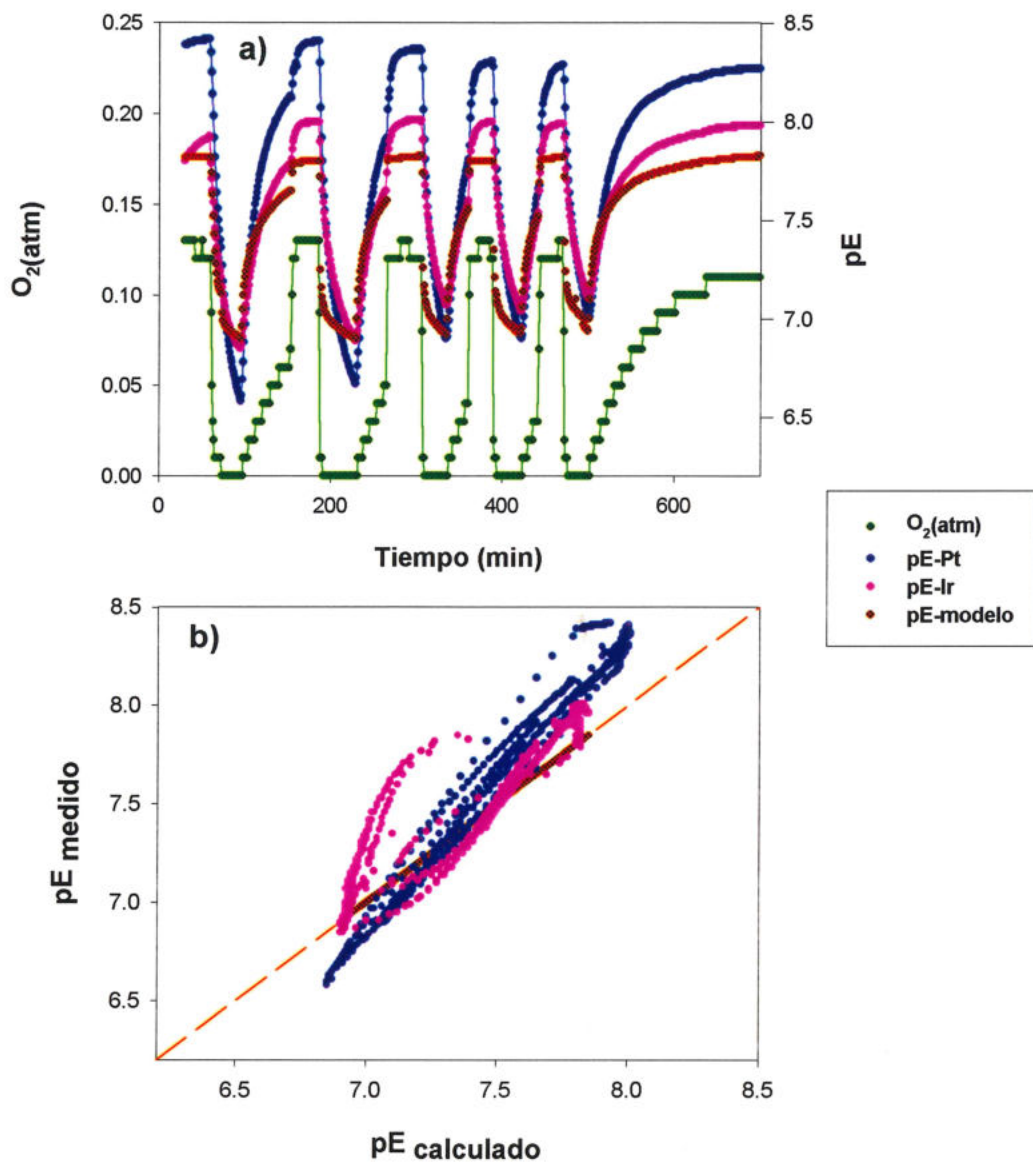 a)
0.25
0.20
0.15
0.10
0.05
0.00
O2(atm)
8.5
8.0
7.5
7.0
6.5
pE
0
200
400
600
Tiempo (min)
O2(atm)
pE-Pt
pE-Ir
pE-modelo
b)
8.5
8.0
7.5
7.0
6.5
pE medido
6.5
7.0
7.5
8.0
8.5
pE calculado